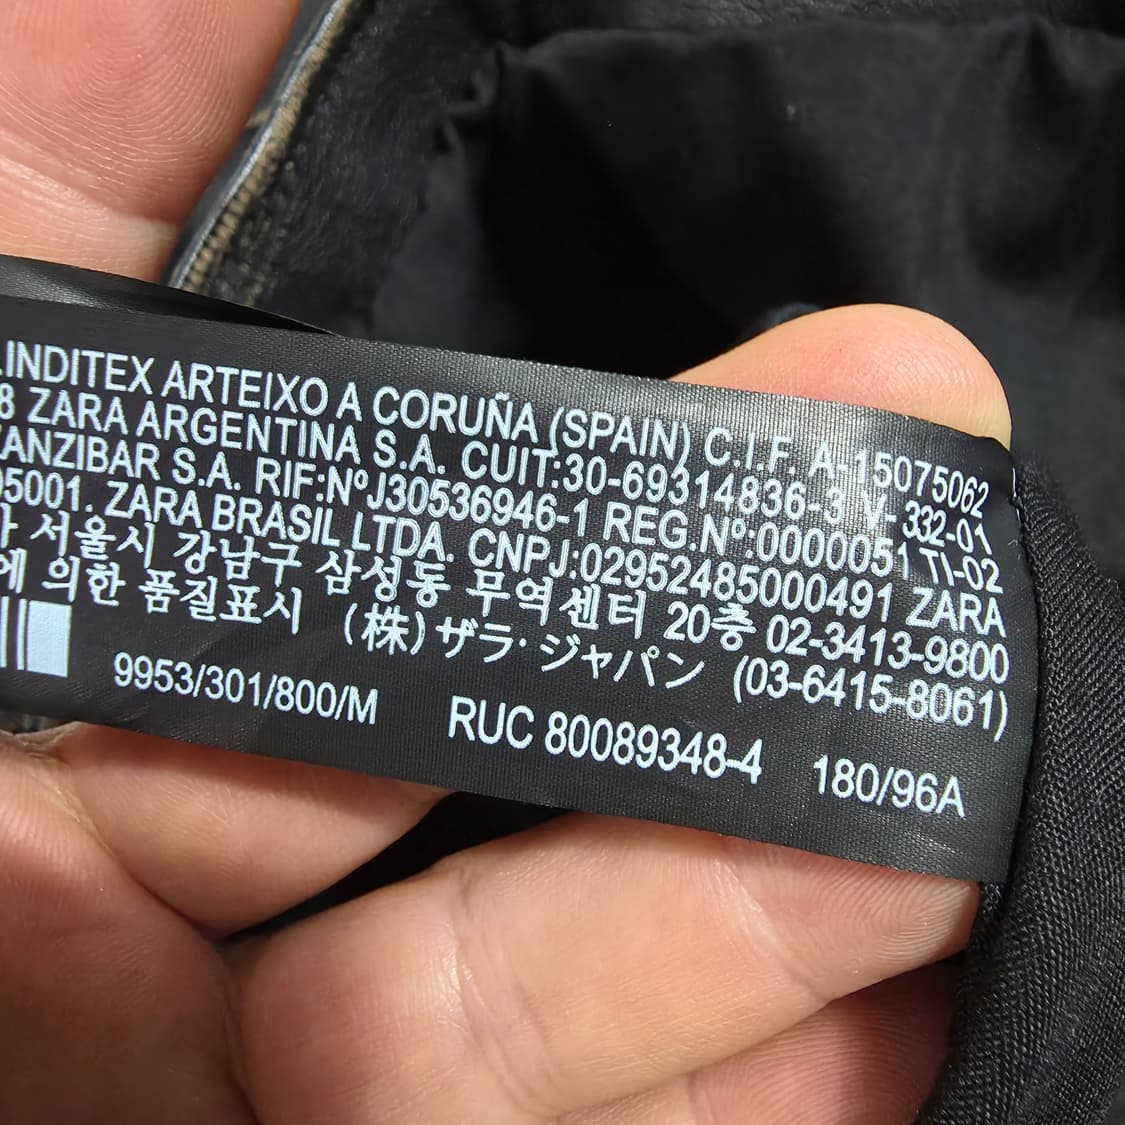 .INDITEX ARTEIXO A CORUÑA (SPAIN) C.I.F. A-15075062
8 ZARA ARGENTINA S.A. CUIT:30-69314836-3 V- 332-01
ZANZIBAR S.A. RIF:NºJ30536946-1 REG.Nº:0000051 TI-02
05001. ZARA BRASIL LTDA. CNPJ:02952485000491 ZARA
서울시 강남구 삼성동 무역센터 20층 02-3413-9800
에 의한 품질표시 (株)ザラ·ジャパン (03-6415-8061)
9953/301/800/M RUC 80089348-4 180/96A